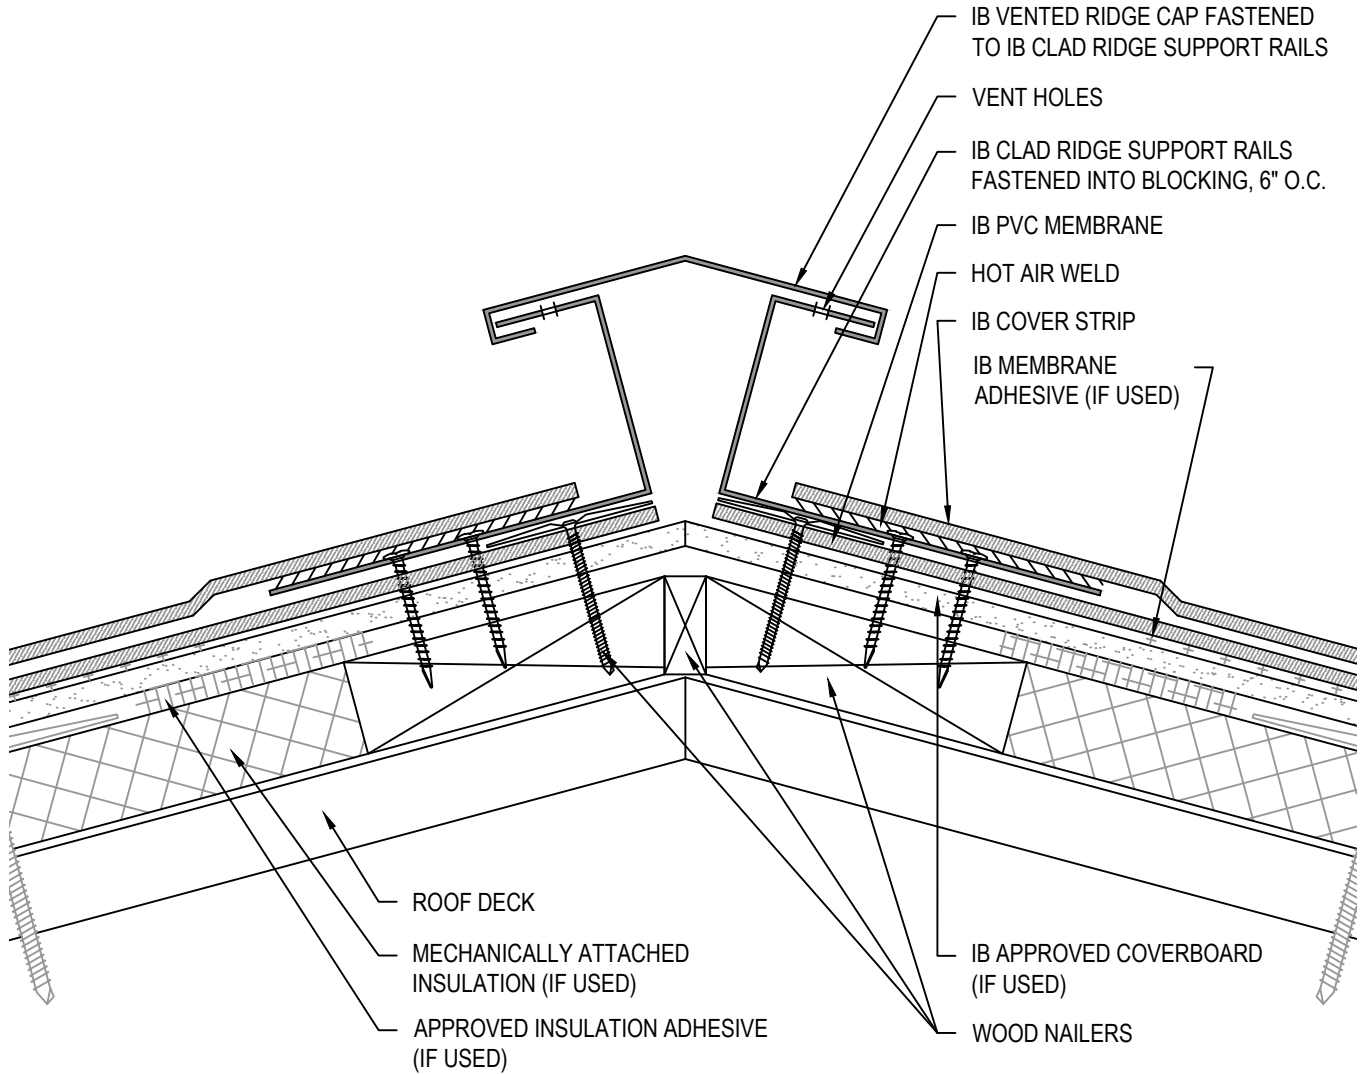 IB VENTED RIDGE CAP FASTENED
TO IB CLAD RIDGE SUPPORT RAILS
VENT HOLES
IB CLAD RIDGE SUPPORT RAILS
FASTENED INTO BLOCKING, 6" O.C.
IB PVC MEMBRANE
HOT AIR WELD
IB COVER STRIP
IB MEMBRANE
ADHESIVE (IF USED)
ROOF DECK
MECHANICALLY ATTACHED
INSULATION (IF USED)
APPROVED INSULATION ADHESIVE
(IF USED)
IB APPROVED COVERBOARD
(IF USED)
WOOD NAILERS